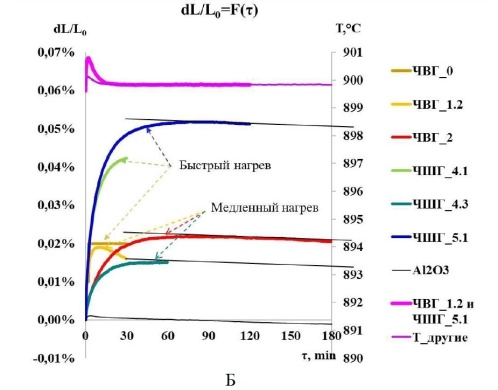 dL/L₀=F(τ)
dL/L₀
T,°C
0,07%
0,06%
0,05%
0,04%
0,03%
0,02%
0,01%
0,00%
-0,01%
901
900
899
898
897
896
895
894
893
892
891
890
Быстрый нагрев
Медленный нагрев
0
30
60
90
120
150
180
τ, min
ЧВГ_0
ЧВГ_1.2
ЧВГ_2
ЧШГ_4.1
ЧШГ_4.3
ЧШГ_5.1
Al2O3
ЧВГ_1.2 и
ЧШГ_5.1
Т_другие
Б